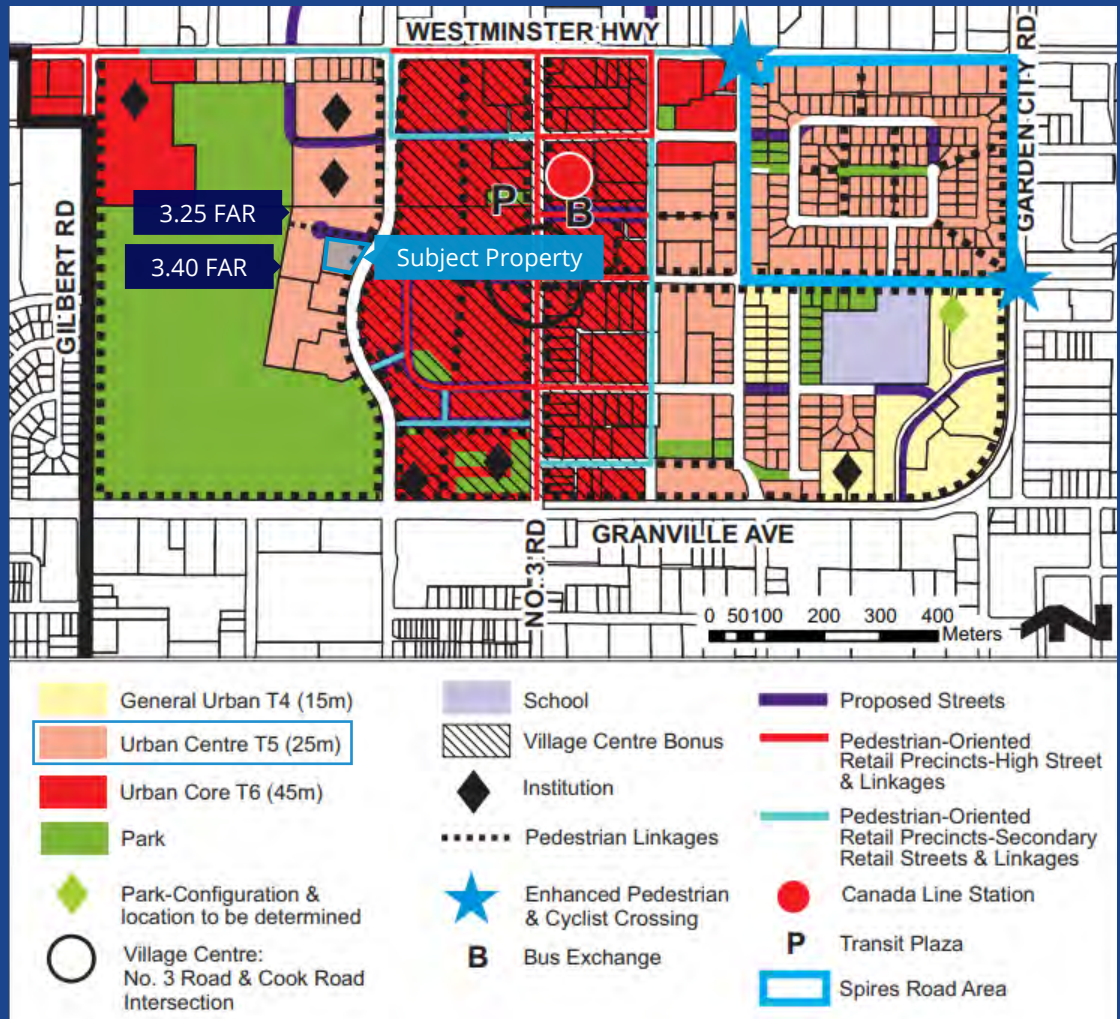 WESTMINSTER HWY
GARDEN CITY RD
GILBERT RD
3.25 FAR
3.40 FAR
Subject Property
P
B
NO. 3 RD
GRANVILLE AVE
0 50 100 200 300 400
Meters
N
General Urban T4 (15m)
Urban Centre T5 (25m)
Urban Core T6 (45m)
Park
Park-Configuration &
location to be determined
Village Centre:
No. 3 Road & Cook Road
Intersection
School
Village Centre Bonus
Institution
Pedestrian Linkages
Enhanced Pedestrian
& Cyclist Crossing
B Bus Exchange
Proposed Streets
Pedestrian-Oriented
Retail Precincts-High Street
& Linkages
Pedestrian-Oriented
Retail Precincts-Secondary
Retail Streets & Linkages
Canada Line Station
P Transit Plaza
Spires Road Area